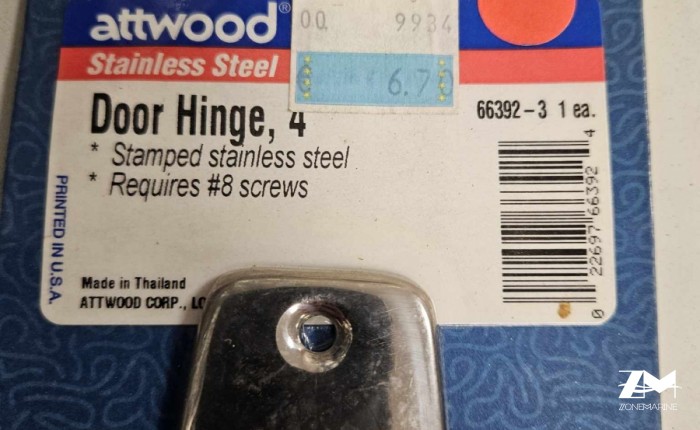 attwood®
00 9934
6.70
Stainless Steel
Door Hinge, 4
66392-3 1 ea.
* Stamped stainless steel
* Requires #8 screws
PRINTED IN U.S.A.
0 22697 66392 4
Made in Thailand
ATTWOOD CORP.,
ZM
ZONEMARINE